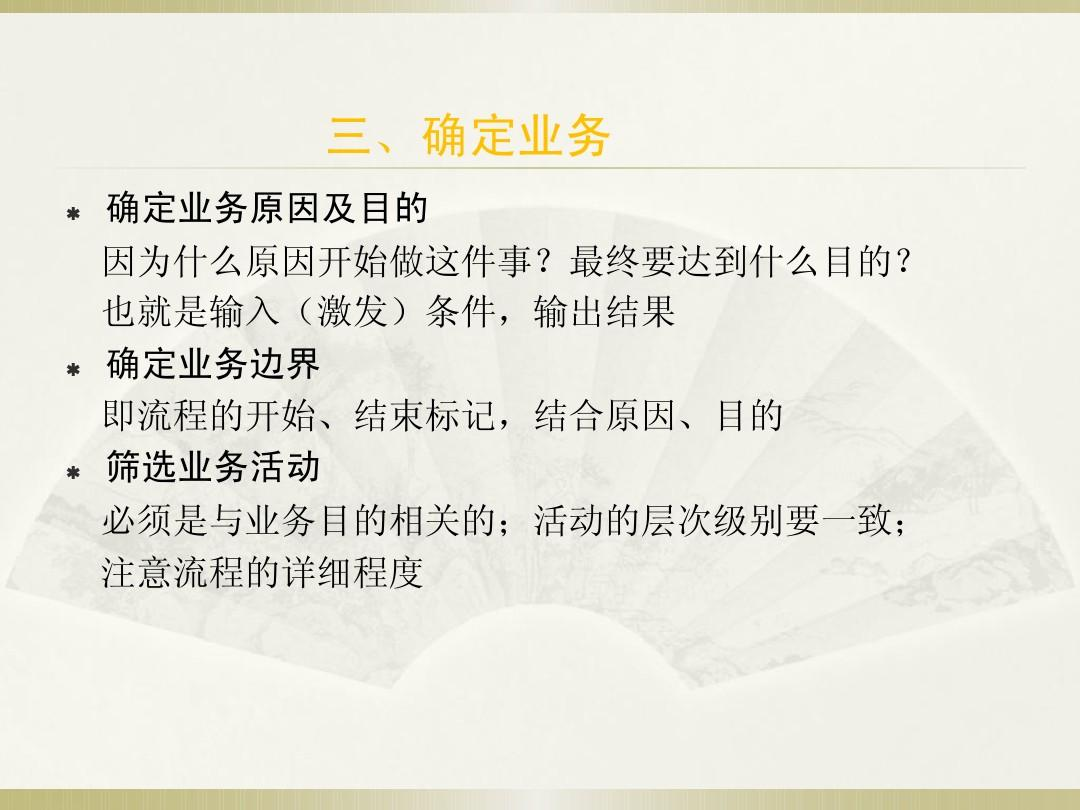 三、确定业务
确定业务原因及目的
因为什么原因开始做这件事？最终要达到什么目的？
也就是输入（激发）条件，输出结果
确定业务边界
即流程的开始、结束标记，结合原因、目的
筛选业务活动
必须是与业务目的相关的；活动的层次级别要一致；
注意流程的详细程度